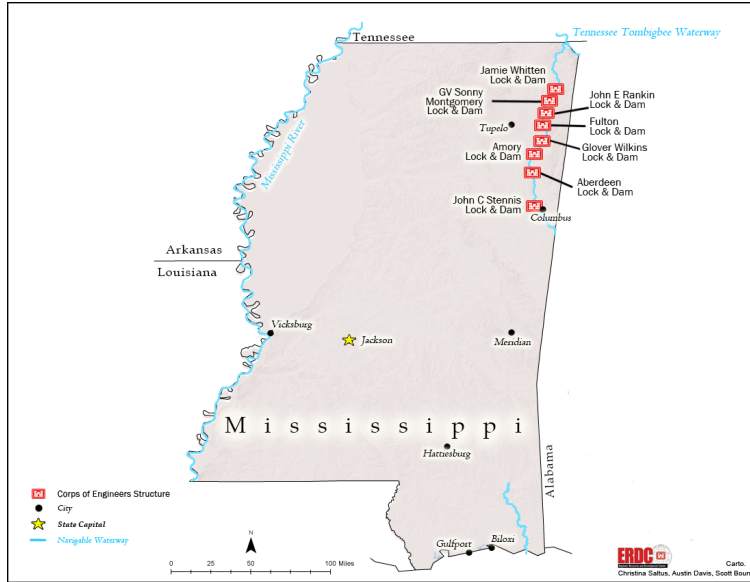 Tennessee
Tennessee Tombigbee Waterway
Jamie Whitten
Lock & Dam
GV Sonny
Montgomery
Lock & Dam
John E Rankin
Lock & Dam
Tupelo
Fulton
Lock & Dam
Amory
Lock & Dam
Glover Wilkins
Lock & Dam
Aberdeen
Lock & Dam
John C Stennis
Lock & Dam
Columbus
Mississippi River
Arkansas
Louisiana
Vicksburg
Jackson
Meridian
Mississippi
Hattiesburg
Alabama
Gulfport
Biloxi
Corps of Engineers Structure
City
State Capital
Navigable Waterway
N
0 25 50 100 Miles
ERDC
Carto.
Christina Saltus, Austin Davis, Scott Bour